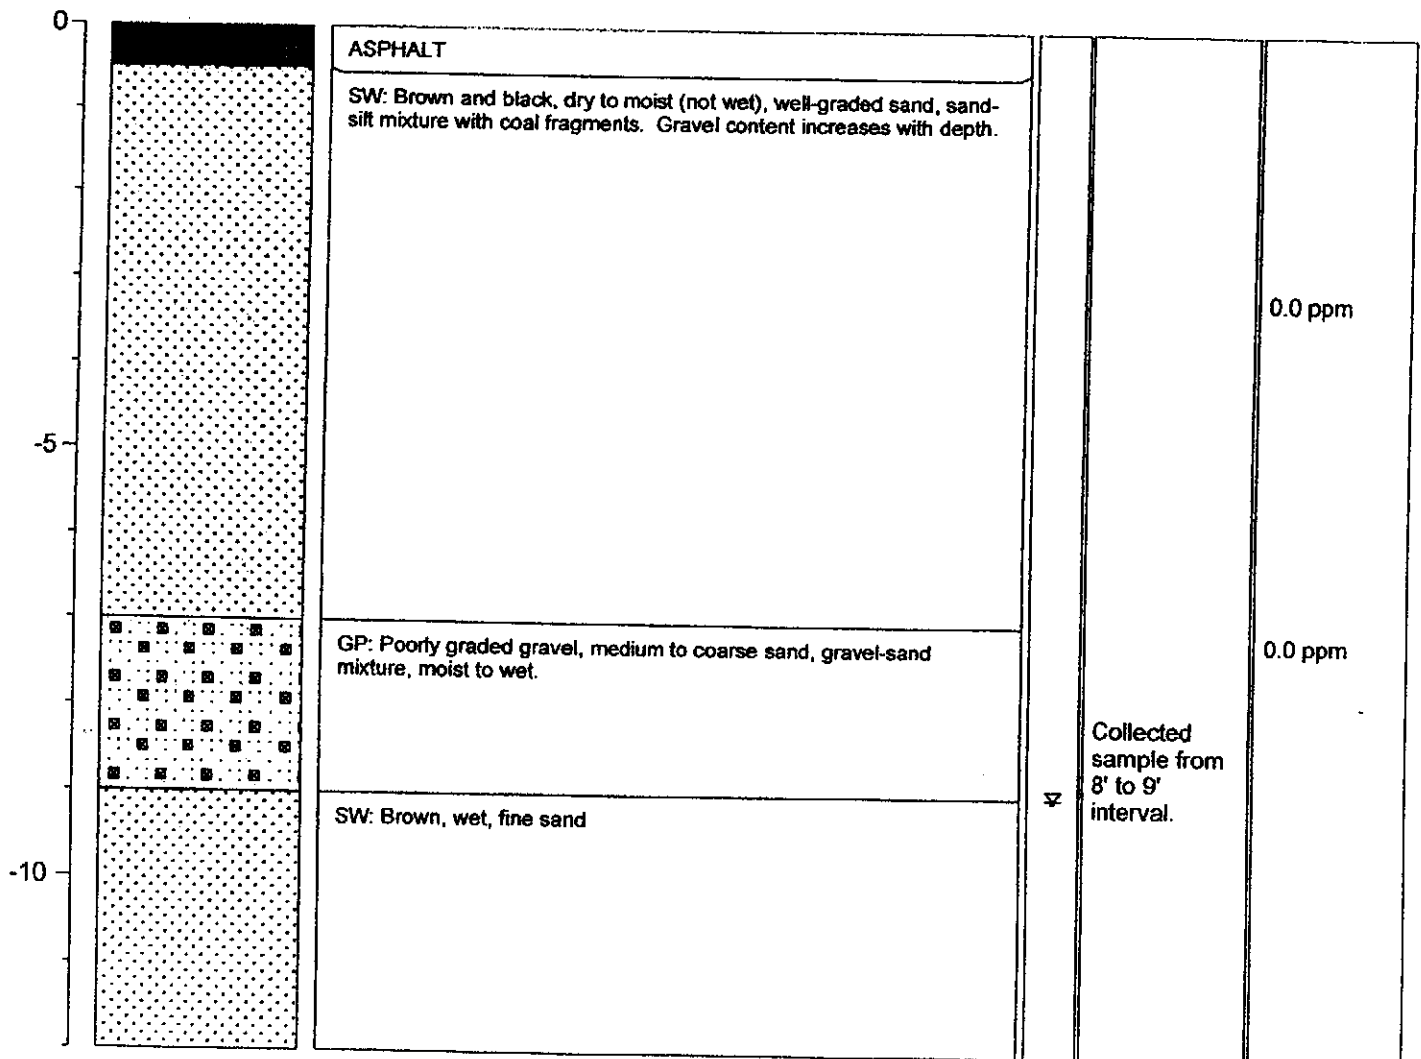 0
ASPHALT
SW: Brown and black, dry to moist (not wet), well-graded sand, sand-
silt mixture with coal fragments. Gravel content increases with depth.
0.0 ppm
-5
GP: Poorly graded gravel, medium to coarse sand, gravel-sand
mixture, moist to wet.
0.0 ppm
Collected
sample from
8' to 9'
interval.
SW: Brown, wet, fine sand
-10